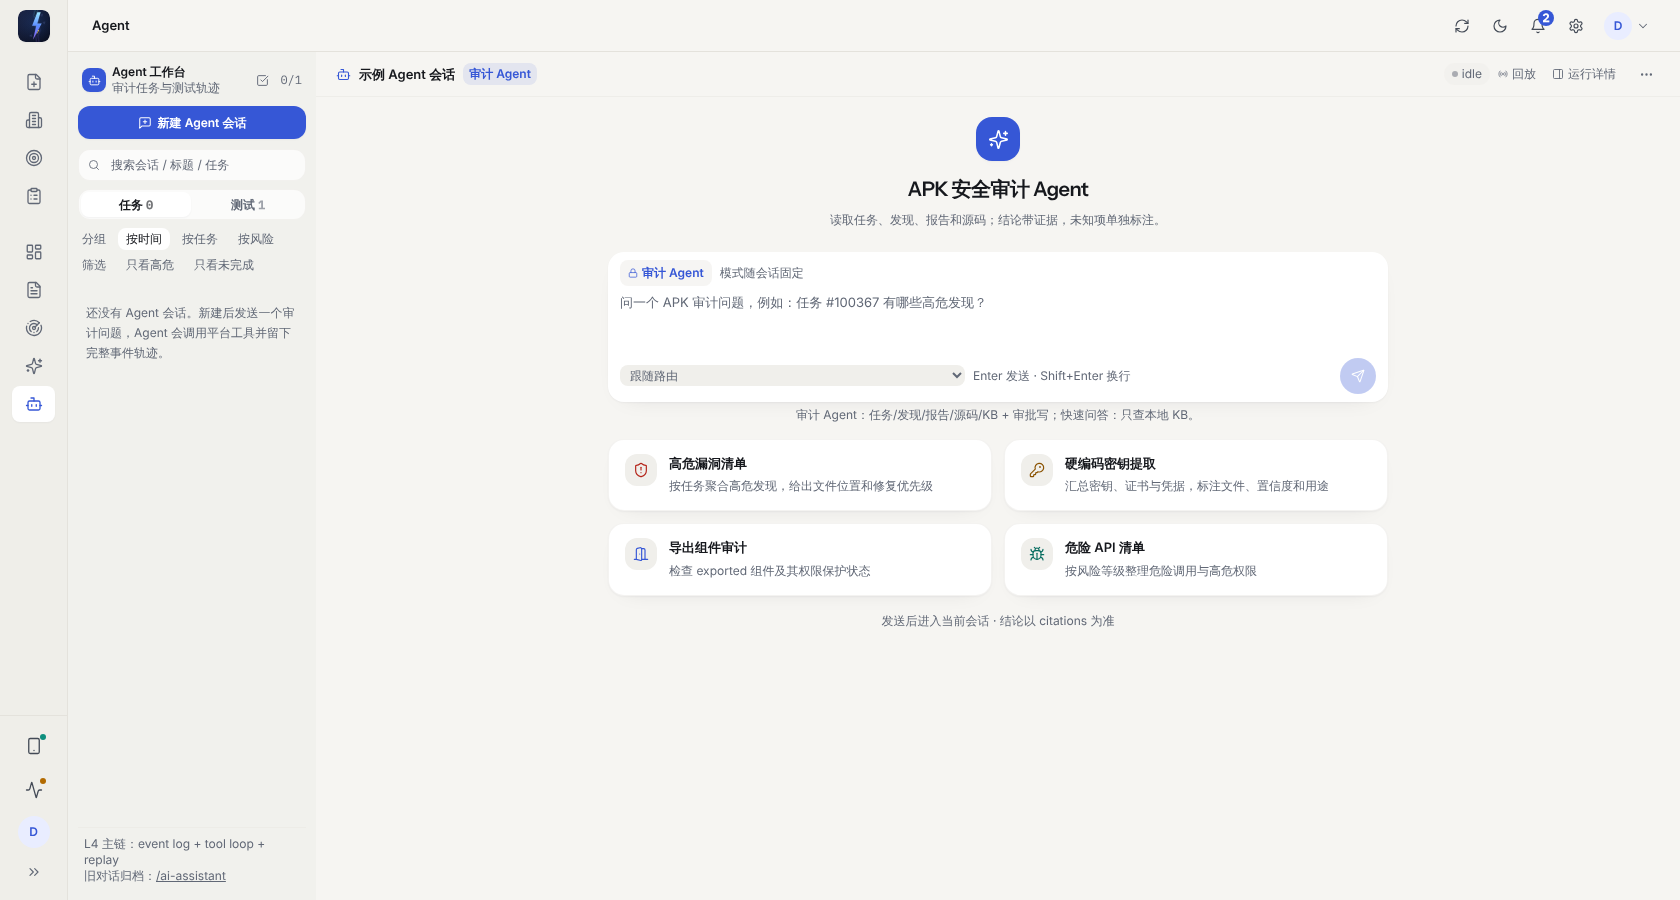 Agent
2
D
Agent 工作台
审计任务与测试轨迹
0/1
新建 Agent 会话
搜索会话 / 标题 / 任务
任务 0
测试 1
分组 按时间 按任务 按风险
筛选 只看高危 只看未完成
还没有 Agent 会话。新建后发送一个审
计问题，Agent 会调用平台工具并留下
完整事件轨迹。
L4 主链：event log + tool loop +
replay
旧对话归档：/ai-assistant
D
示例 Agent 会话 审计 Agent
idle 回放 运行详情
APK 安全审计 Agent
读取任务、发现、报告和源码；结论带证据，未知项单独标注。
审计 Agent 模式随会话固定
问一个 APK 审计问题，例如：任务 #100367 有哪些高危发现？
跟随路由 Enter 发送 · Shift+Enter 换行
审计 Agent：任务/发现/报告/源码/KB + 审批写；快速问答：只查本地 KB。
高危漏洞清单
按任务聚合高危发现，给出文件位置和修复优先级
硬编码密钥提取
汇总密钥、证书与凭据，标注文件、置信度和用途
导出组件审计
检查 exported 组件及其权限保护状态
危险 API 清单
按风险等级整理危险调用与高危权限
发送后进入当前会话 · 结论以 citations 为准